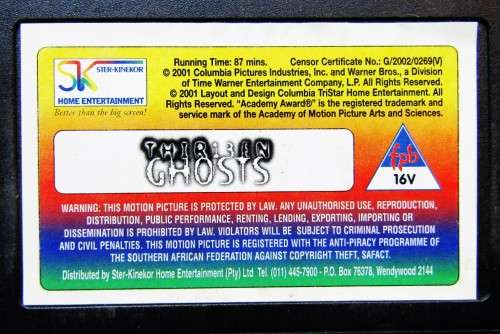 SK
STER-KINEKOR
HOME ENTERTAINMENT
Better than the big screen!
Running Time: 87 mins. Censor Certificate No.: G/2002/0269(V)
© 2001 Columbia Pictures Industries, Inc. and Warner Bros., a Division
of Time Warner Entertainment Company, L.P. All Rights Reserved.
© 2001 Layout and Design Columbia TriStar Home Entertainment. All
Rights Reserved. “Academy Award®” is the registered trademark and
service mark of the Academy of Motion Picture Arts and Sciences.
THIR13EN
GHOSTS
fpb
16V
WARNING: THIS MOTION PICTURE IS PROTECTED BY LAW. ANY UNAUTHORISED USE, REPRODUCTION,
DISTRIBUTION, PUBLIC PERFORMANCE, RENTING, LENDING, EXPORTING, IMPORTING OR
DISSEMINATION IS PROHIBITED BY LAW. VIOLATORS WILL BE SUBJECT TO CRIMINAL PROSECUTION
AND CIVIL PENALTIES. THIS MOTION PICTURE IS REGISTERED WITH THE ANTI-PIRACY PROGRAMME OF
THE SOUTHERN AFRICAN FEDERATION AGAINST COPYRIGHT THEFT, SAFACT.
Distributed by Ster-Kinekor Home Entertainment (Pty) Ltd. Tel. (011) 445-7900 - P.O. Box 76378, Wendywood 2144